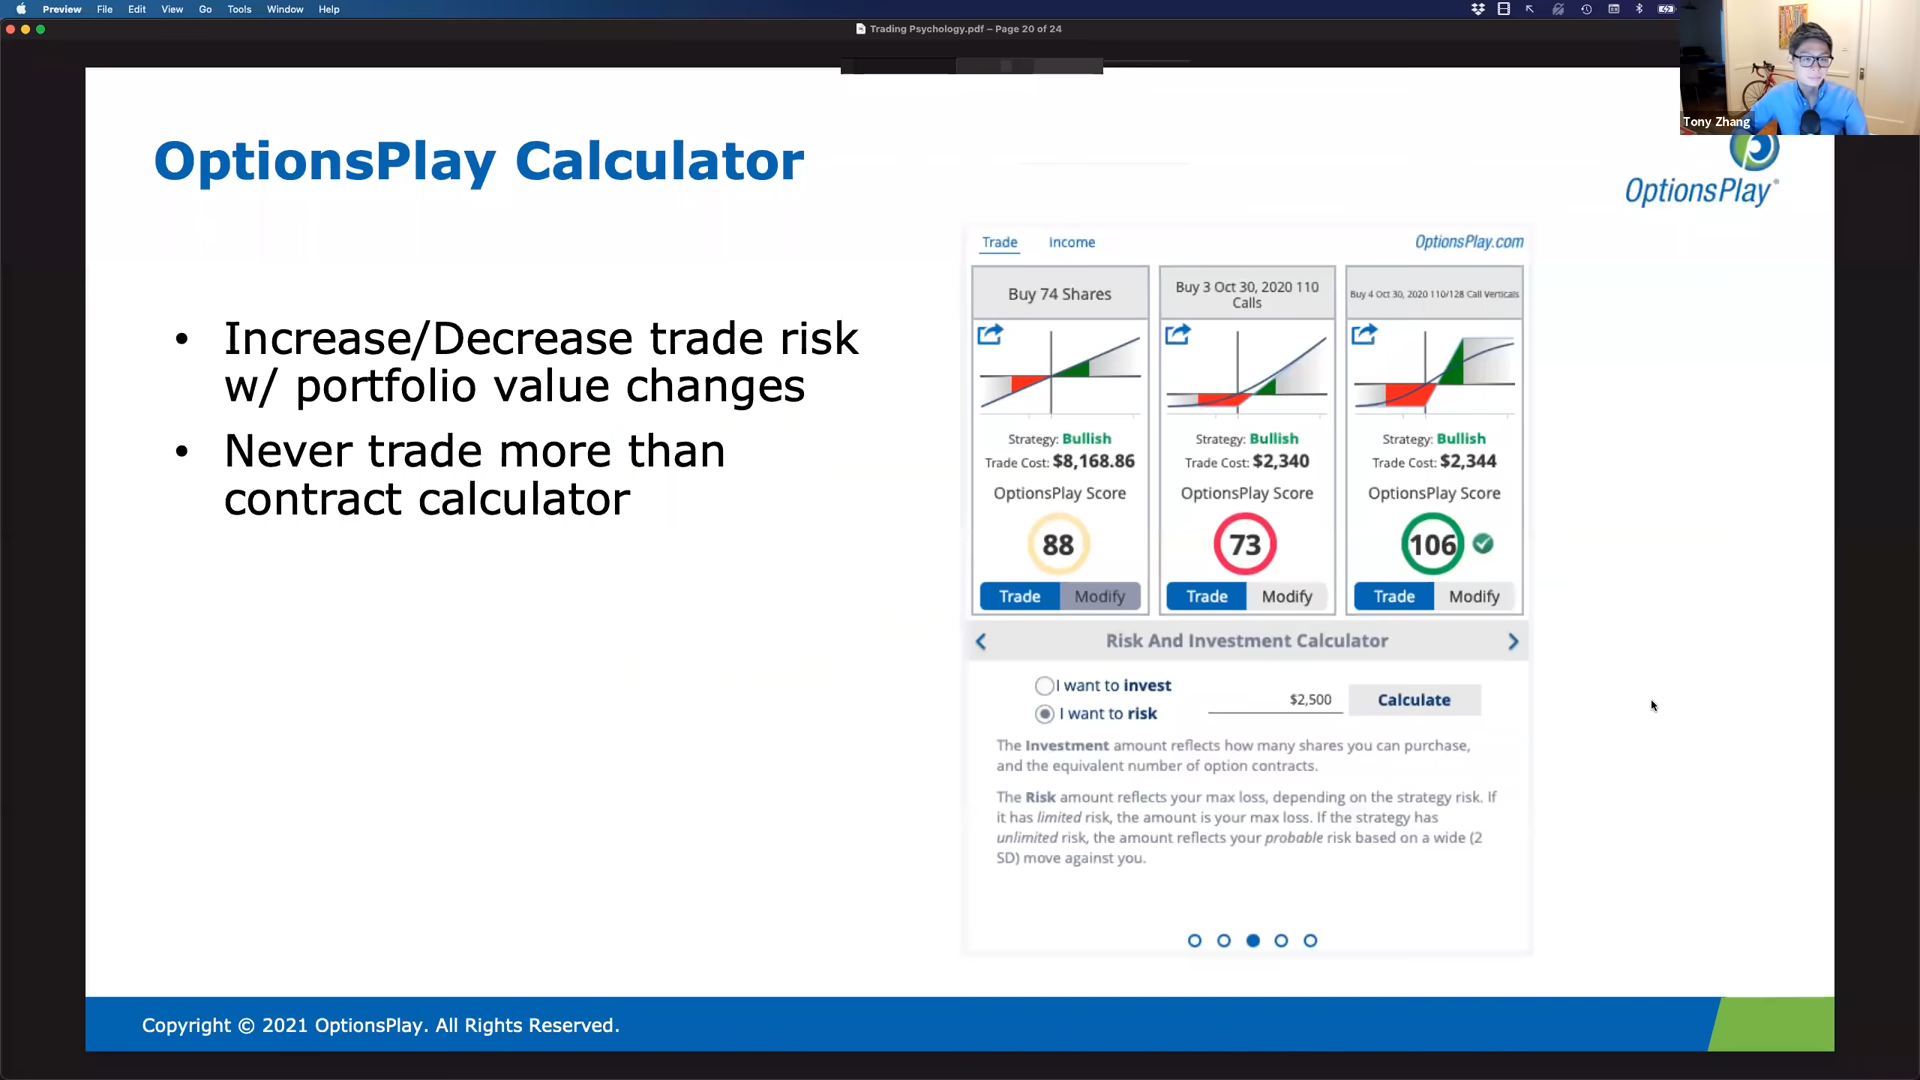 Preview File Edit View Go Tools Window Help
Trading Psychology.pdf – Page 20 of 24
Tony Zhang
OptionsPlay Calculator
OptionsPlay®
• Increase/Decrease trade risk
w/ portfolio value changes
• Never trade more than
contract calculator
Trade Income OptionsPlay.com
Buy 74 Shares
Strategy: Bullish
Trade Cost: $8,168.86
OptionsPlay Score
88
Trade Modify
Buy 3 Oct 30, 2020 110
Calls
Strategy: Bullish
Trade Cost: $2,340
OptionsPlay Score
73
Trade Modify
Buy 4 Oct 30, 2020 110/128 Call Verticals
Strategy: Bullish
Trade Cost: $2,344
OptionsPlay Score
106
Trade Modify
Risk And Investment Calculator
I want to invest
I want to risk
$2,500
Calculate
The Investment amount reflects how many shares you can purchase,
and the equivalent number of option contracts.
The Risk amount reflects your max loss, depending on the strategy risk. If
it has limited risk, the amount is your max loss. If the strategy has
unlimited risk, the amount reflects your probable risk based on a wide (2
SD) move against you.
Copyright © 2021 OptionsPlay. All Rights Reserved.